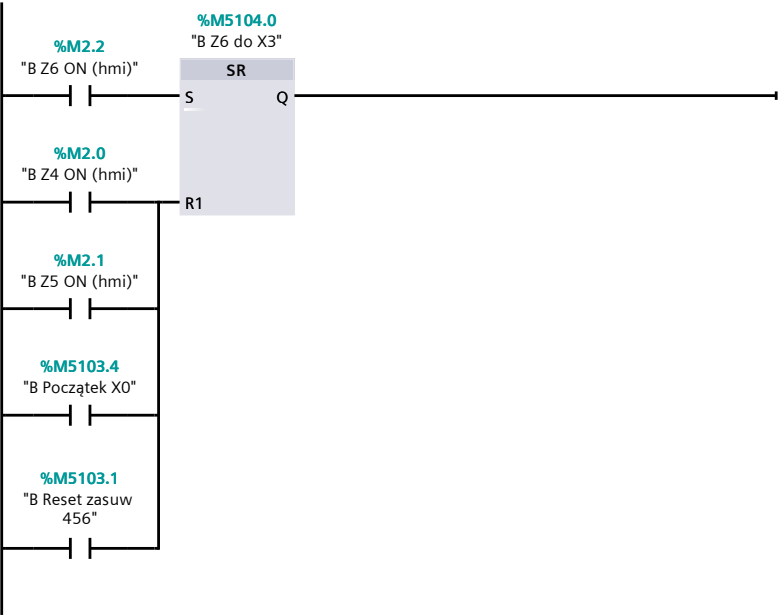 %M5104.0
"B Z6 do X3"
%M2.2
"B Z6 ON (hmi)"
SR
S
Q
%M2.0
"B Z4 ON (hmi)"
R1
%M2.1
"B Z5 ON (hmi)"
%M5103.4
"B Początek X0"
%M5103.1
"B Reset zasuw
456"